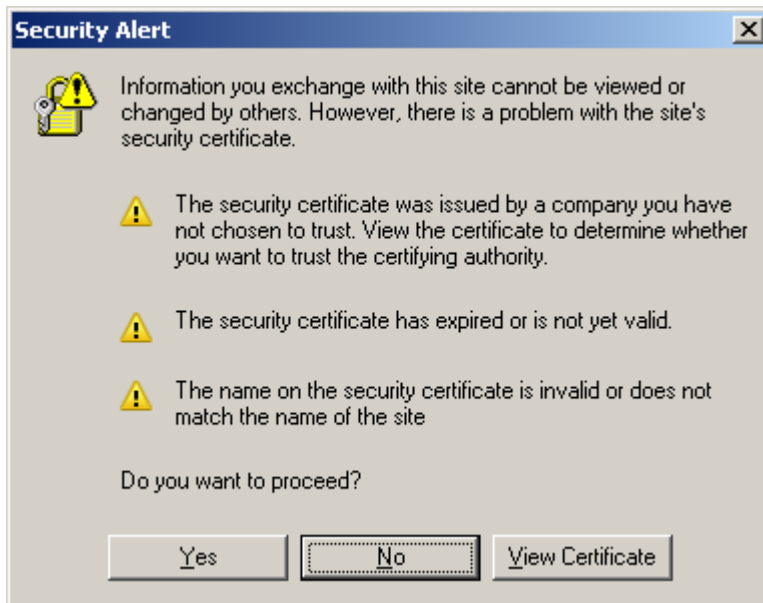 Security Alert
Information you exchange with this site cannot be viewed or
changed by others. However, there is a problem with the site's
security certificate.
The security certificate was issued by a company you have
not chosen to trust. View the certificate to determine whether
you want to trust the certifying authority.
The security certificate has expired or is not yet valid.
The name on the security certificate is invalid or does not
match the name of the site
Do you want to proceed?
Yes
No
View Certificate